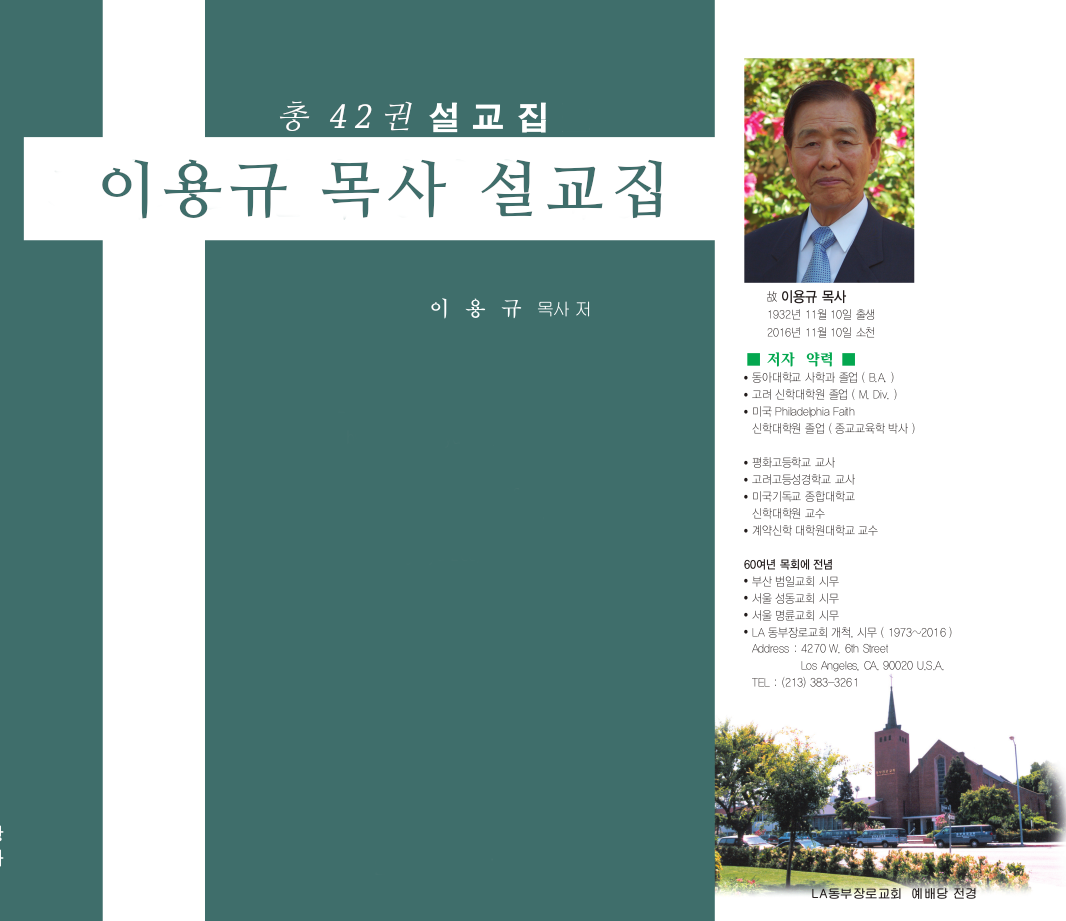 총 42권 설교집
이용규 목사 설교집
이 용 규 목사 저
故 이용규 목사
1932년 11월 10일 출생
2016년 11월 10일 소천
■ 저자 약력 ■
• 동아대학교 사학과 졸업 ( B.A. )
• 고려 신학대학원 졸업 ( M. Div. )
• 미국 Philadelphia Faith
신학대학원 졸업 ( 종교교육학 박사 )
• 평화고등학교 교사
• 고려고등성경학교 교사
• 미국기독교 종합대학교
신학대학원 교수
• 계약신학 대학원대학교 교수
60여년 목회에 전념
• 부산 범일교회 시무
• 서울 성동교회 시무
• 서울 명륜교회 시무
• LA 동부장로교회 개척, 시무 ( 1973~2016 )
Address : 4270 W. 6th Street
Los Angeles, CA. 90020 U.S.A.
TEL : (213) 383-3261
LA동부장로교회 예배당 전경